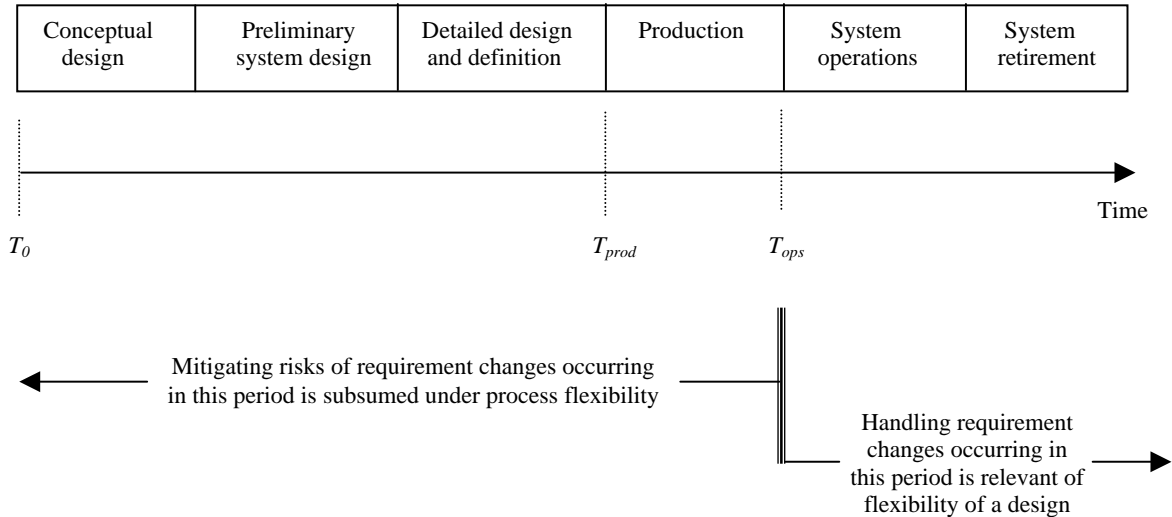 Conceptual design
Preliminary system design
Detailed design and definition
Production
System operations
System retirement
Time
T0
Tprod
Tops
Mitigating risks of requirement changes occurring
in this period is subsumed under process flexibility
Handling requirement
changes occurring in
this period is relevant of
flexibility of a design